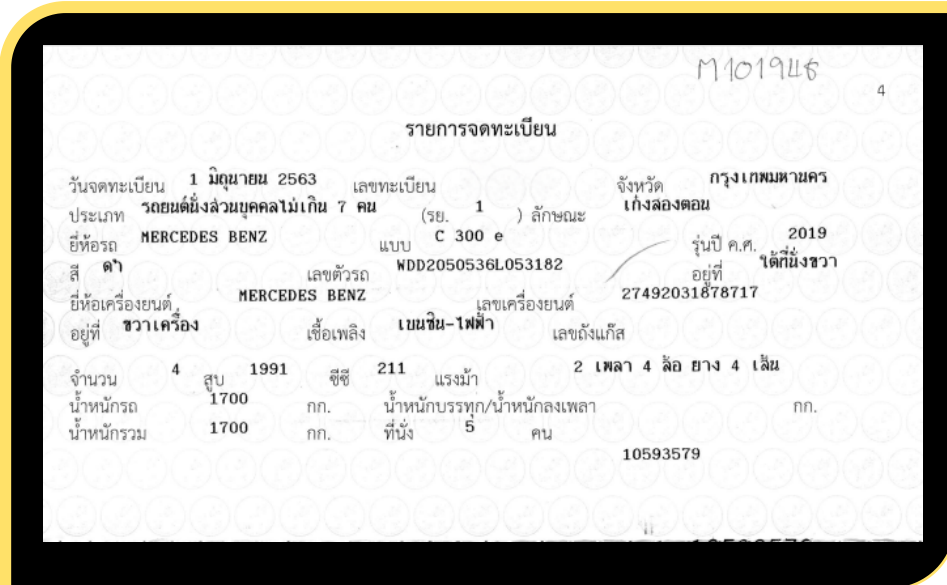 M101946
4
รายการจดทะเบียน
วันจดทะเบียน 1 มิถุนายน 2563 เลขทะเบียน จังหวัด กรุงเทพมหานคร
ประเภท รถยนต์นั่งส่วนบุคคลไม่เกิน 7 คน (รย. 1 ) ลักษณะ เก๋งสองตอน
ยี่ห้อรถ MERCEDES BENZ แบบ C 300 e รุ่นปี ค.ศ. 2019
สี ดำ เลขตัวรถ WDD2050536L053182 อยู่ที่ ใต้ที่นั่งขวา
ยี่ห้อเครื่องยนต์ MERCEDES BENZ เลขเครื่องยนต์ 27492031878717
อยู่ที่ ขวาเครื่อง เชื้อเพลิง เบนซิน-ไฟฟ้า เลขถังแก๊ส
จำนวน 4 สูบ 1991 ซีซี 211 แรงม้า 2 เพลา 4 ล้อ ยาง 4 เส้น
น้ำหนักรถ 1700 กก. น้ำหนักบรรทุก/น้ำหนักลงเพลา กก.
น้ำหนักรวม 1700 กก. ที่นั่ง 5 คน
10593579